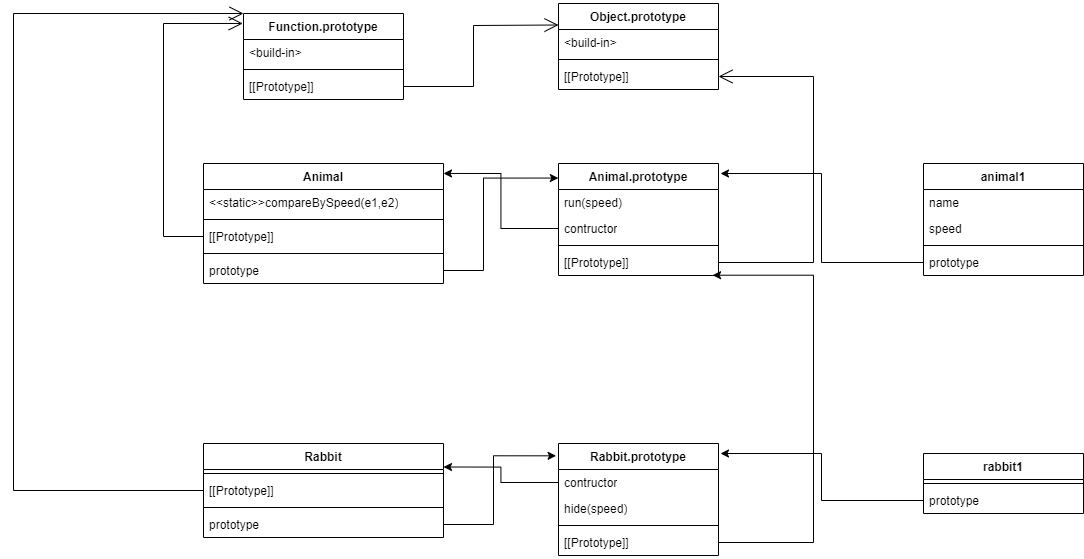 Function.prototype
<build-in>
[[Prototype]]
Object.prototype
<build-in>
[[Prototype]]
Animal
<<static>>compareBySpeed(e1,e2)
[[Prototype]]
prototype
Animal.prototype
run(speed)
contructor
[[Prototype]]
animal1
name
speed
prototype
Rabbit
[[Prototype]]
prototype
Rabbit.prototype
contructor
hide(speed)
[[Prototype]]
rabbit1
prototype